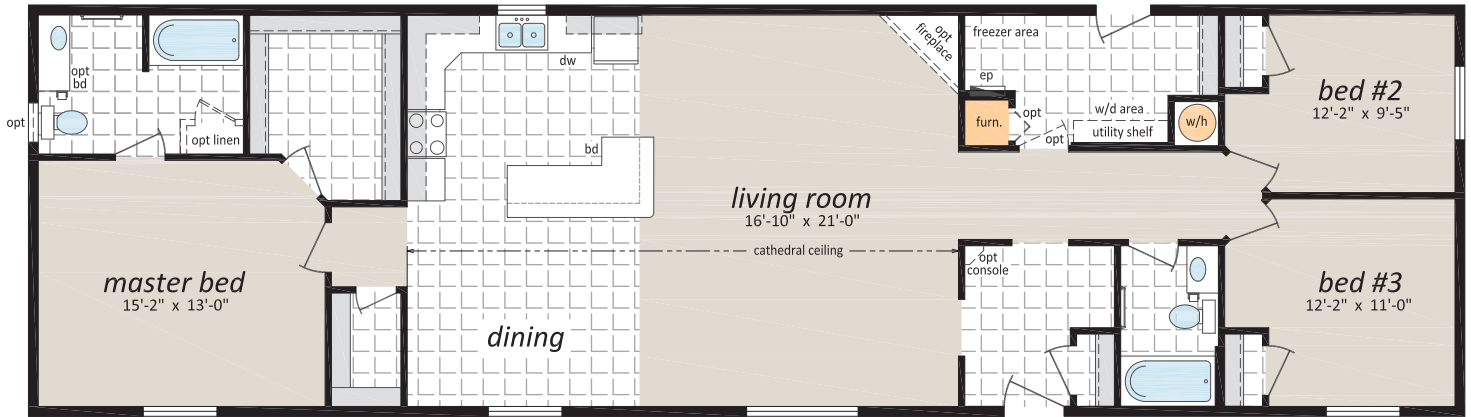 opt
bd
opt
opt linen
master bed
15'-2" x 13'-0"
dw
bd
dining
living room
16'-10" x 21'-0"
cathedral ceiling
opt
fireplace
freezer area
ep
furn.
opt
opt
w/d area
utility shelf
w/h
opt
console
bed #2
12'-2" x 9'-5"
bed #3
12'-2" x 11'-0"